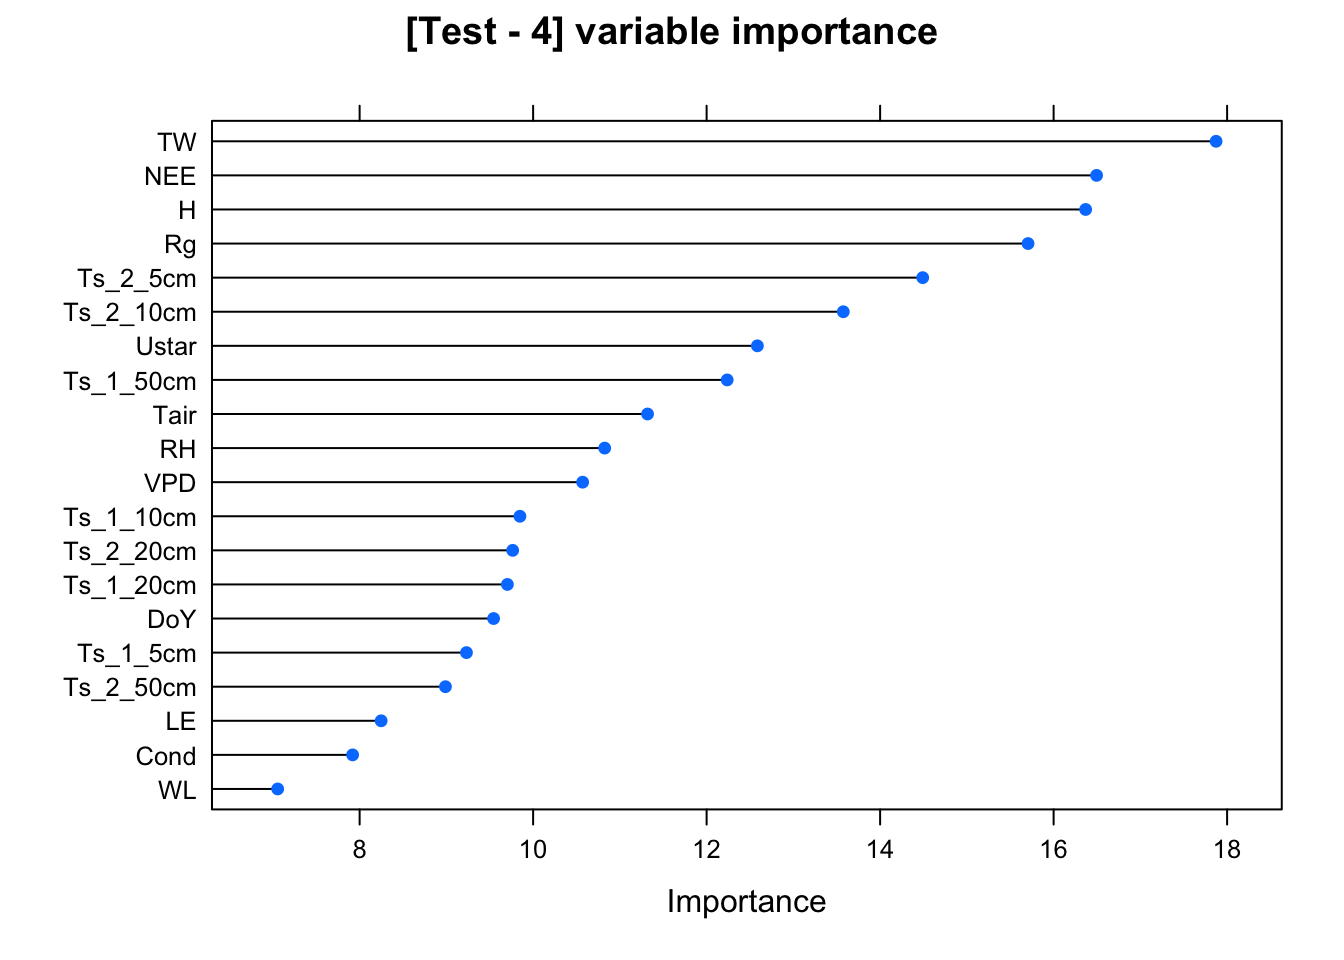 [Test - 4] variable importance
TW
NEE
H
Rg
Ts_2_5cm
Ts_2_10cm
Ustar
Ts_1_50cm
Tair
RH
VPD
Ts_1_10cm
Ts_2_20cm
Ts_1_20cm
DoY
Ts_1_5cm
Ts_2_50cm
LE
Cond
WL
8 10 12 14 16 18
Importance